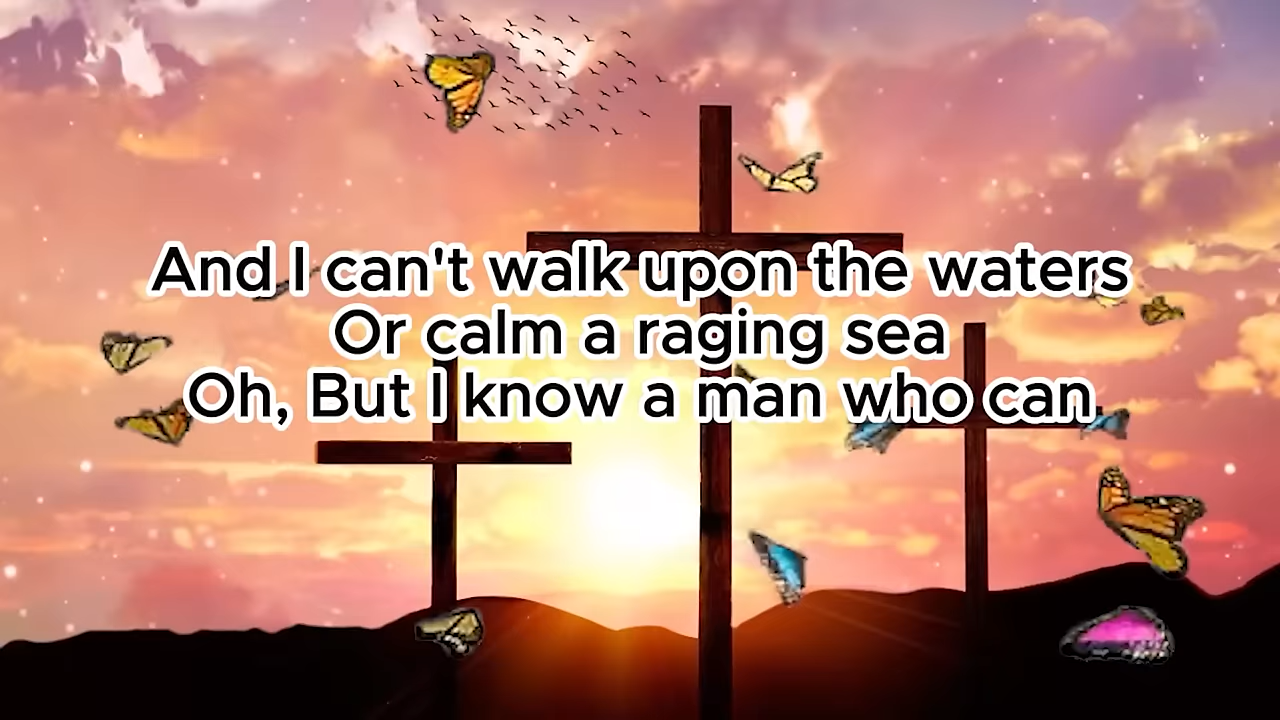 And I can't walk upon the waters
Or calm a raging sea
Oh, But I know a man who can